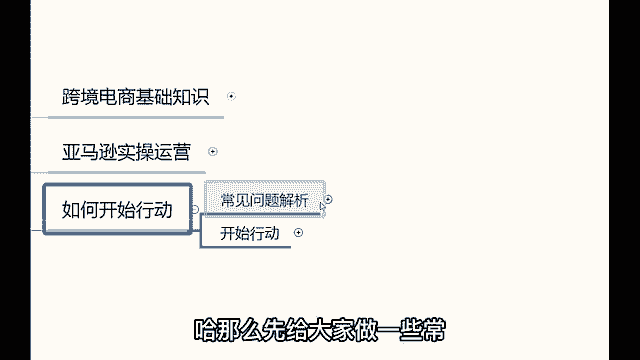 跨境电商基础知识
亚马逊实操运营
如何开始行动
常见问题解析
开始行动
哈那么先给大家做一些常